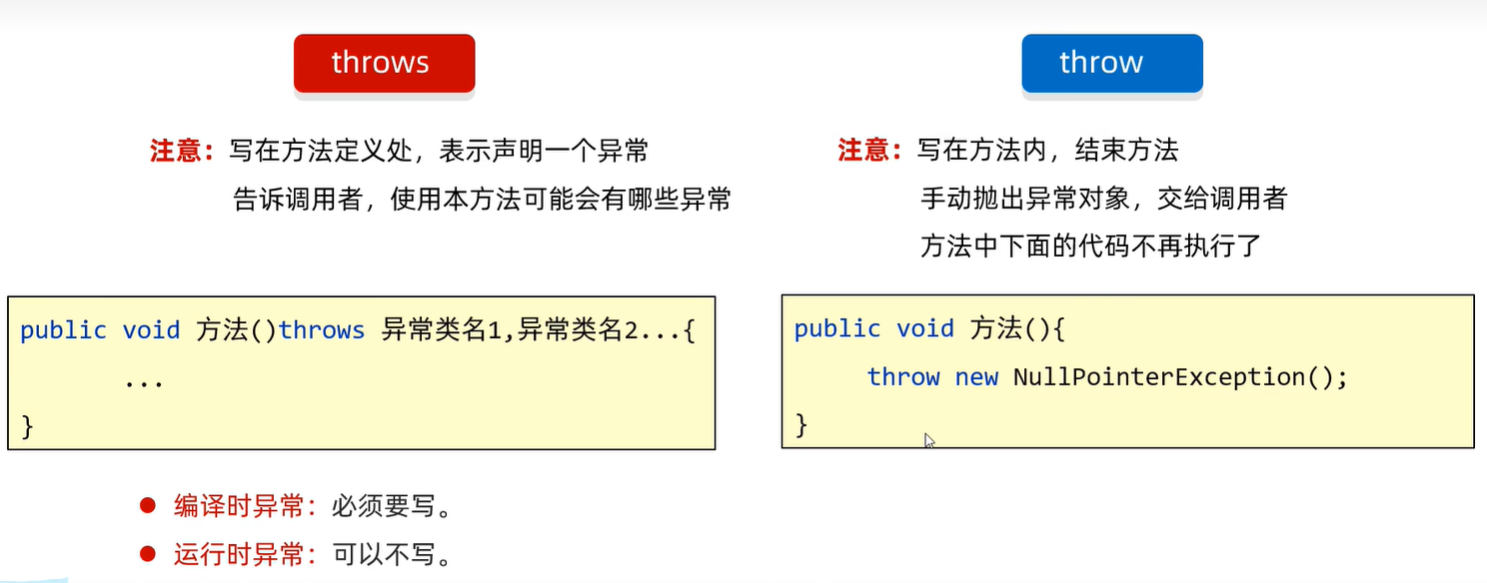 throws
注意：写在方法定义处，表示声明一个异常
告诉调用者，使用本方法可能会有哪些异常
public void 方法()throws 异常类名1,异常类名2...{
...
}
编译时异常：必须要写。
运行时异常：可以不写。
throw
注意：写在方法内，结束方法
手动抛出异常对象，交给调用者
方法中下面的代码不再执行了
public void 方法(){
throw new NullPointerException();
}